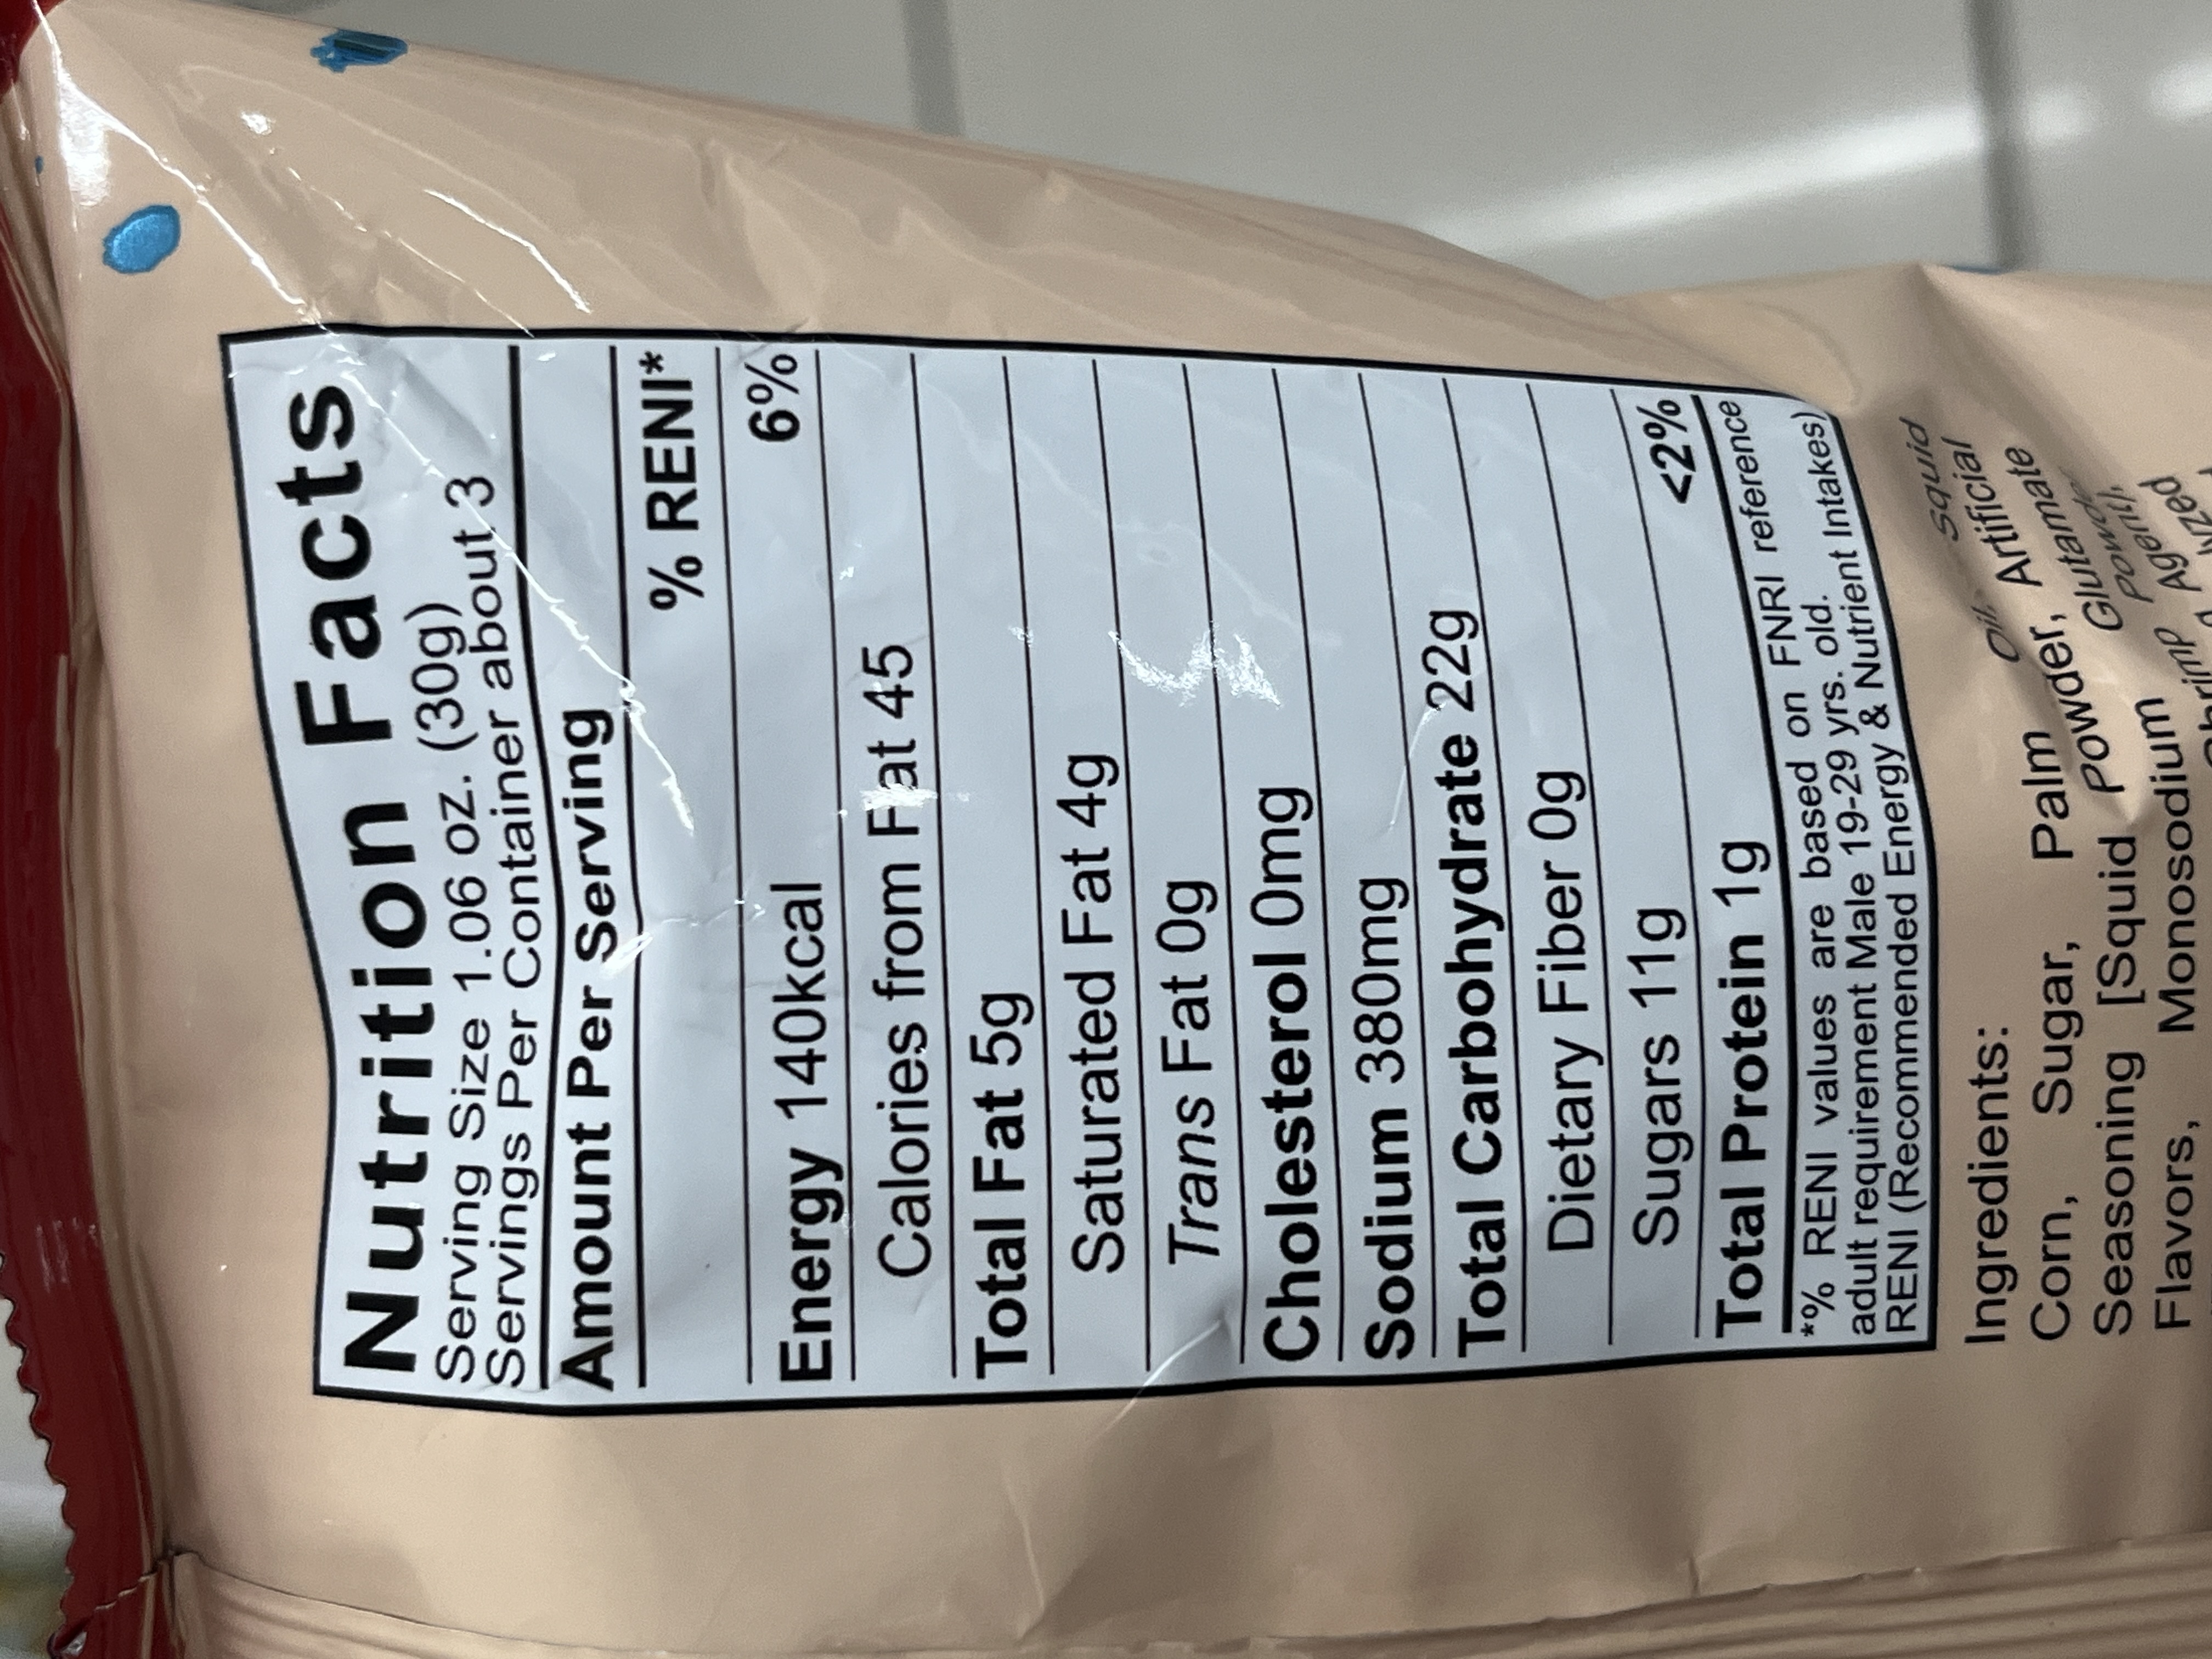 Nutrition Facts
Serving Size 1.06 oz. (30g)
Servings Per Container about 3
Amount Per Serving
% RENI*
Energy 140kcal 6%
Calories from Fat 45
Total Fat 5g
Saturated Fat 4g
Trans Fat 0g
Cholesterol 0mg
Sodium 380mg
Total Carbohydrate 22g
Dietary Fiber 0g
Sugars 11g
Total Protein 1g <2%
*% RENI values are based on FNRI reference
adult requirement Male 19-29 yrs. old.
RENI (Recommended Energy & Nutrient Intakes)
Ingredients:
Corn, Sugar, Palm Oil, Squid
Seasoning [Squid Powder, Artificial
Flavors, Monosodium Glutamate
Agent),